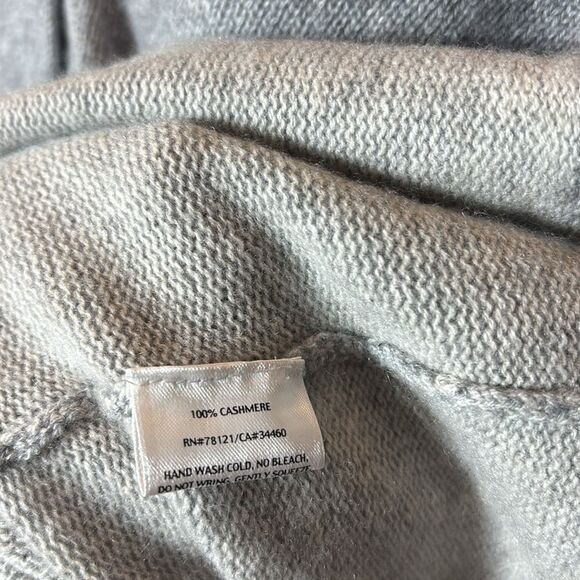 100% CASHMERE
RN#78121/CA#34460
HAND WASH COLD, NO BLEACH,
DO NOT WRING, GENTLY SQUEEZE